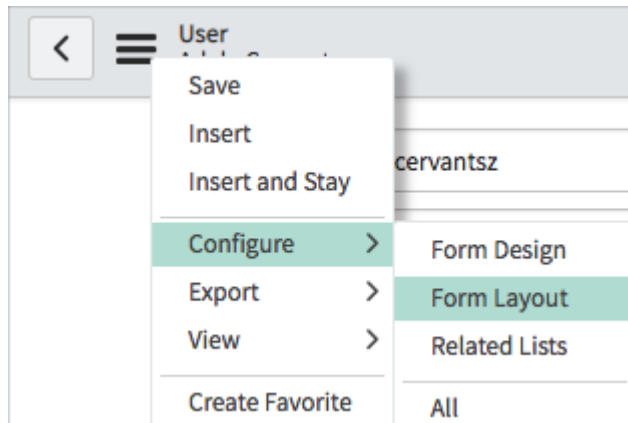 User
Save
Insert
Insert and Stay
cervantsz
Configure
Form Design
Export
Form Layout
View
Related Lists
Create Favorite
All